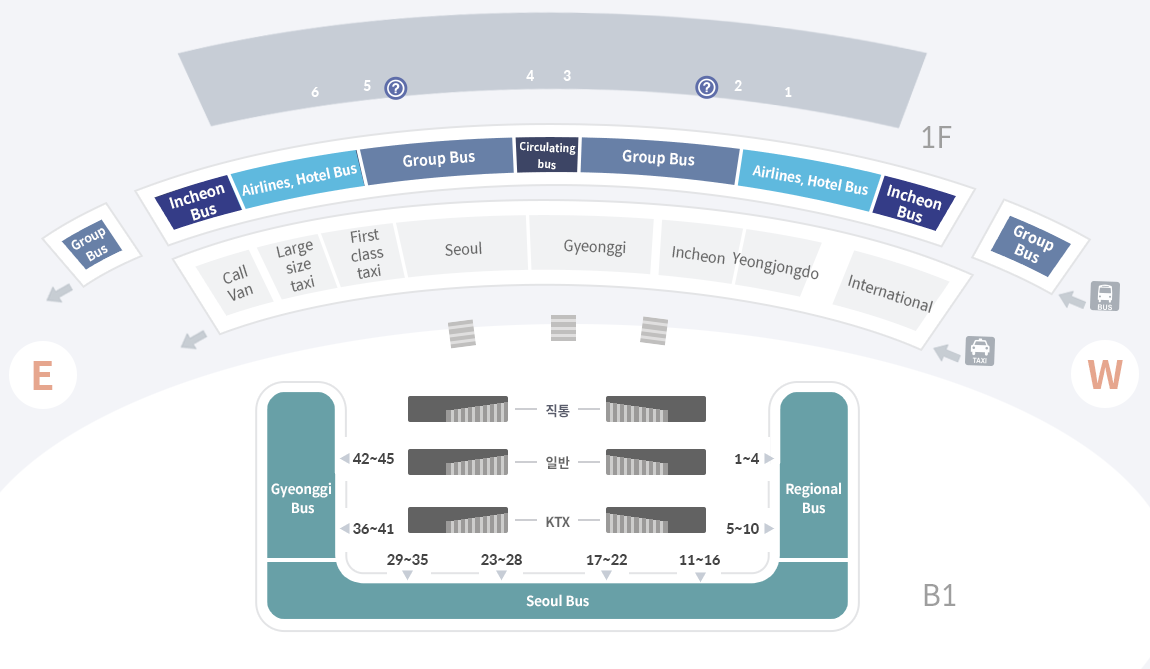 6
5
?
4
3
?
2
1
1F
Incheon
Bus
Airlines, Hotel Bus
Group Bus
Circulating
bus
Group Bus
Airlines, Hotel Bus
Incheon
Bus
Group
Bus
Group
Bus
Call
Van
Large
size
taxi
First
class
taxi
Seoul
Gyeonggi
Incheon
Yeongjongdo
International
BUS
TAXI
E
W
직통
일반
KTX
42~45
36~41
1~4
5~10
29~35
23~28
17~22
11~16
Gyeonggi
Bus
Regional
Bus
Seoul Bus
B1